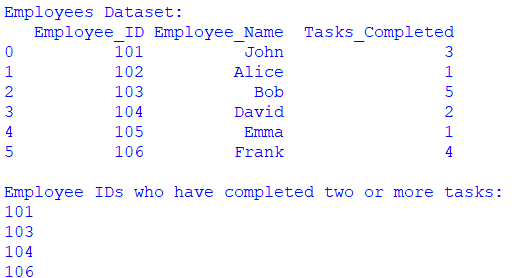 Employees Dataset:
   Employee_ID Employee_Name  Tasks_Completed
0          101          John                3
1          102         Alice                1
2          103           Bob                5
3          104         David                2
4          105          Emma                1
5          106         Frank                4

Employee IDs who have completed two or more tasks:
101
103
104
106